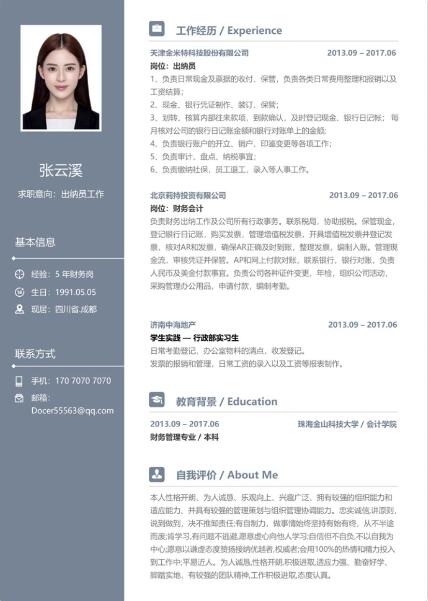 张云溪
求职意向：出纳员工作
基本信息
经验：5 年财务岗
生日：1991.05.05
现居：四川省.成都
联系方式
手机：170 7070 7070
邮箱：
Docer55563@qq.com
工作经历 / Experience
天津金米特科技股份有限公司 2013.09 – 2017.06
岗位：出纳员
1、负责日常现金及票据的收付、保管，负责各类日常费用整理和报销以及
工资结算；
2、现金、银行凭证制作、装订、保管；
3、划转、核算内部往来款项、到款确认，及时登记现金、银行日记帐； 每
月核对公司的银行日记账金额和银行对账单上的金额;
4、负责银行账户的开立、销户、印鉴变更等各项工作；
5、负责审计、盘点、纳税事宜；
6、负责缴纳社保，员工退工，录入等人事工作。
北京莉持投资有限公司 2013.09 – 2017.06
岗位：财务会计
负责财务出纳工作及公司所有行政事务。联系税局，协助报税。保管现金，
登记银行日记账，购买发票，管理增值税发票，开具增值税发票并登记发
票，核对AR和发票，确保AR正确及时到账，整理发票，编制入账。管理现
金流，审核凭证并保管。AP和网上付款对账，联系银行，银行对账，负责
人民币及美金付款事宜。负责公司各种证件变更，年检，组织公司活动，
采购管理办公用品，申请付款，编制考勤。
济南中海地产 2013.09 – 2017.06
学生实践 — 行政部实习生
日常考勤登记，办公室物料的清点，收发登记。
发票的报销和管理，日常工资的录入以及工资等报表制作。
教育背景 / Education
2013.09 – 2017.06 珠海金山科技大学 / 会计学院
财务管理专业 / 本科
自我评价 / About Me
本人性格开朗、为人诚恳、乐观向上、兴趣广泛、拥有较强的组织能力和
适应能力、并具有较强的管理策划与组织管理协调能力。忠实诚信,讲原则，
说到做到，决不推卸责任;有自制力，做事情始终坚持有始有终，从不半途
而废;肯学习,有问题不逃避,愿意虚心向他人学习;自信但不自负,不以自我为
中心;愿意以谦虚态度赞扬接纳优越者,权威者;会用100%的热情和精力投入
到工作中;平易近人。为人诚恳,性格开朗,积极进取,适应力强、勤奋好学、
脚踏实地，有较强的团队精神,工作积极进取,态度认真。